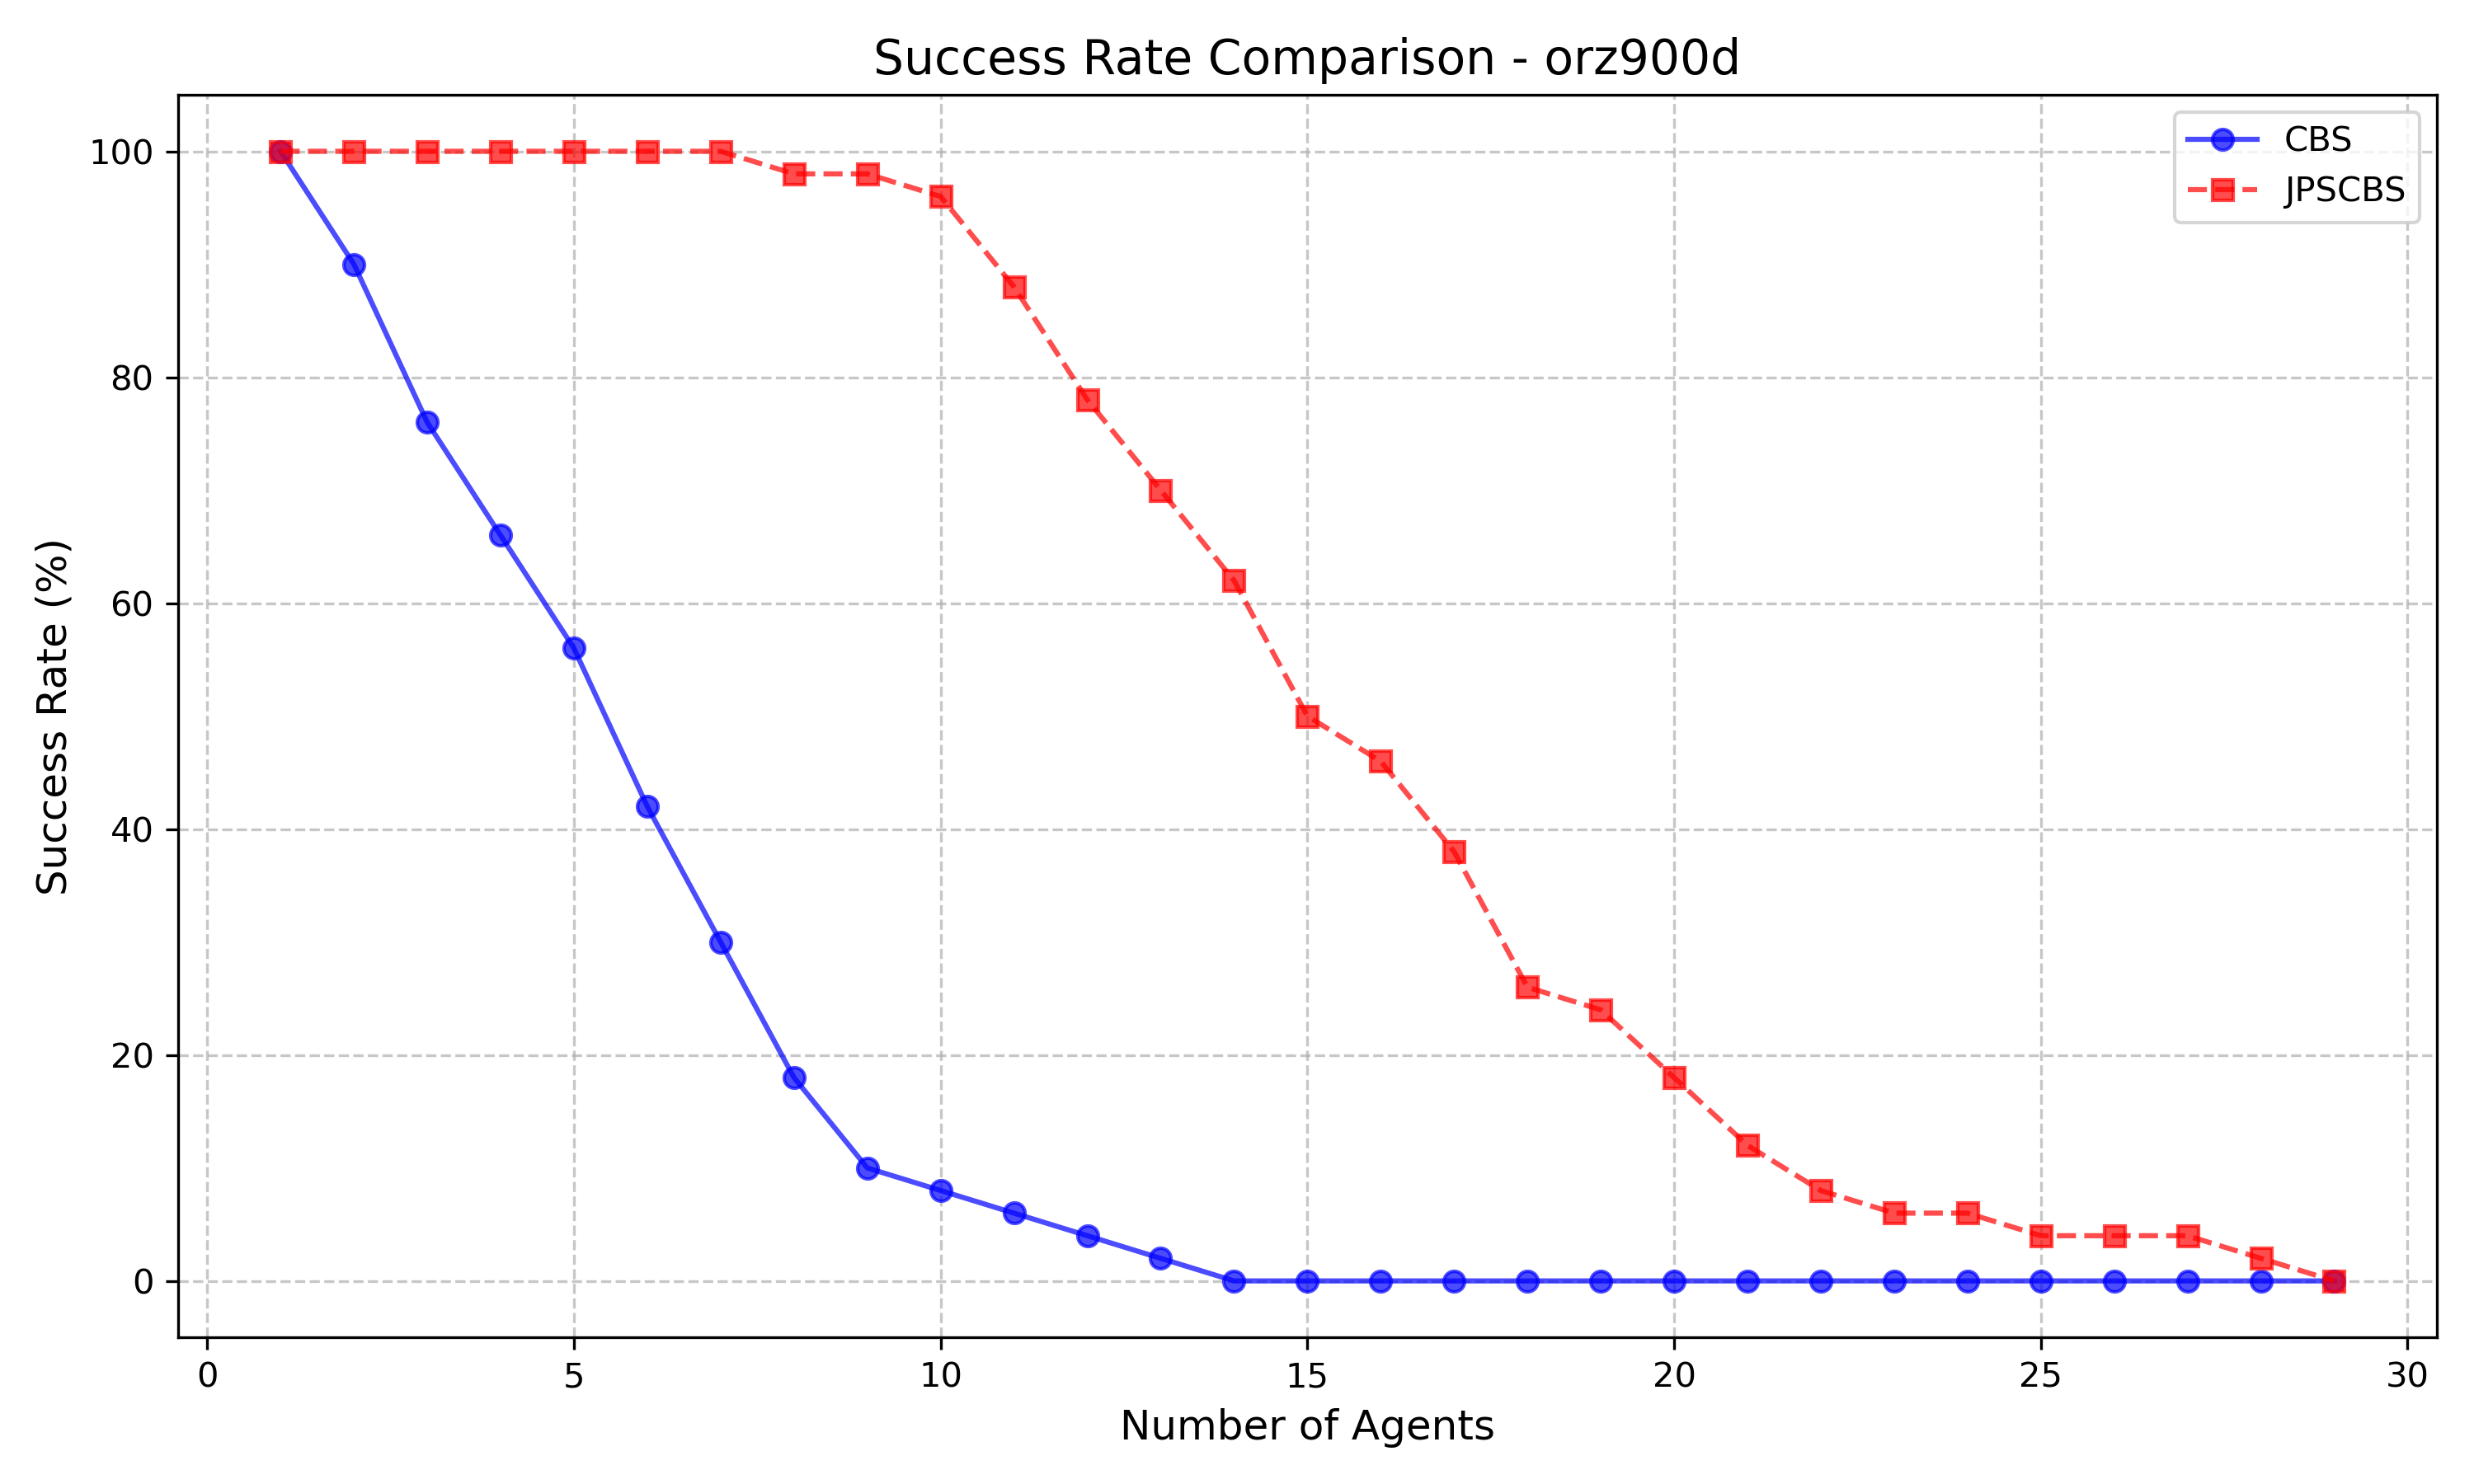 Success Rate Comparison - orz900d
CBS
JPSCBS
Success Rate (%)
100
80
60
40
20
0
0 5 10 15 20 25 30
Number of Agents